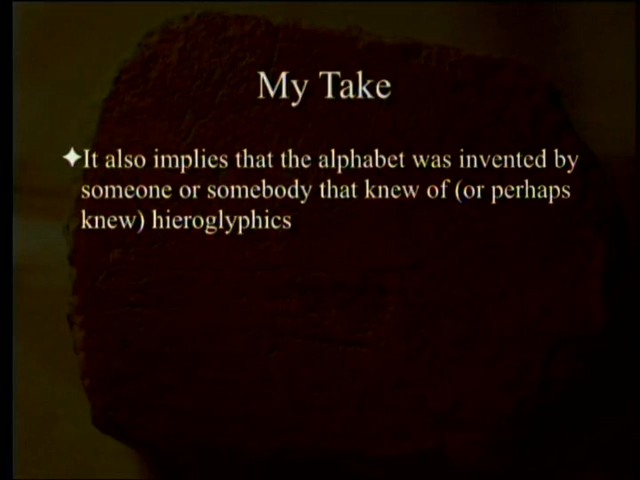 My Take
It also implies that the alphabet was invented by
someone or somebody that knew of (or perhaps
knew) hieroglyphics